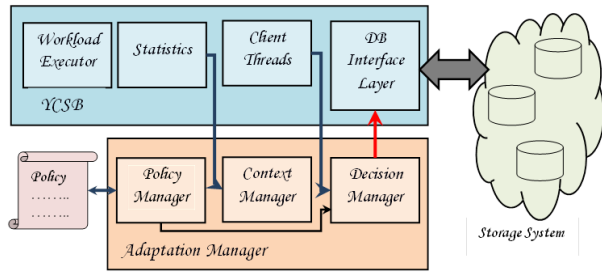 Workload
Executor
Statistics
Client
Threads
DB
Interface
Layer
YCSB
Policy
........
........
Policy
Manager
Context
Manager
Decision
Manager
Adaptation Manager
Storage System